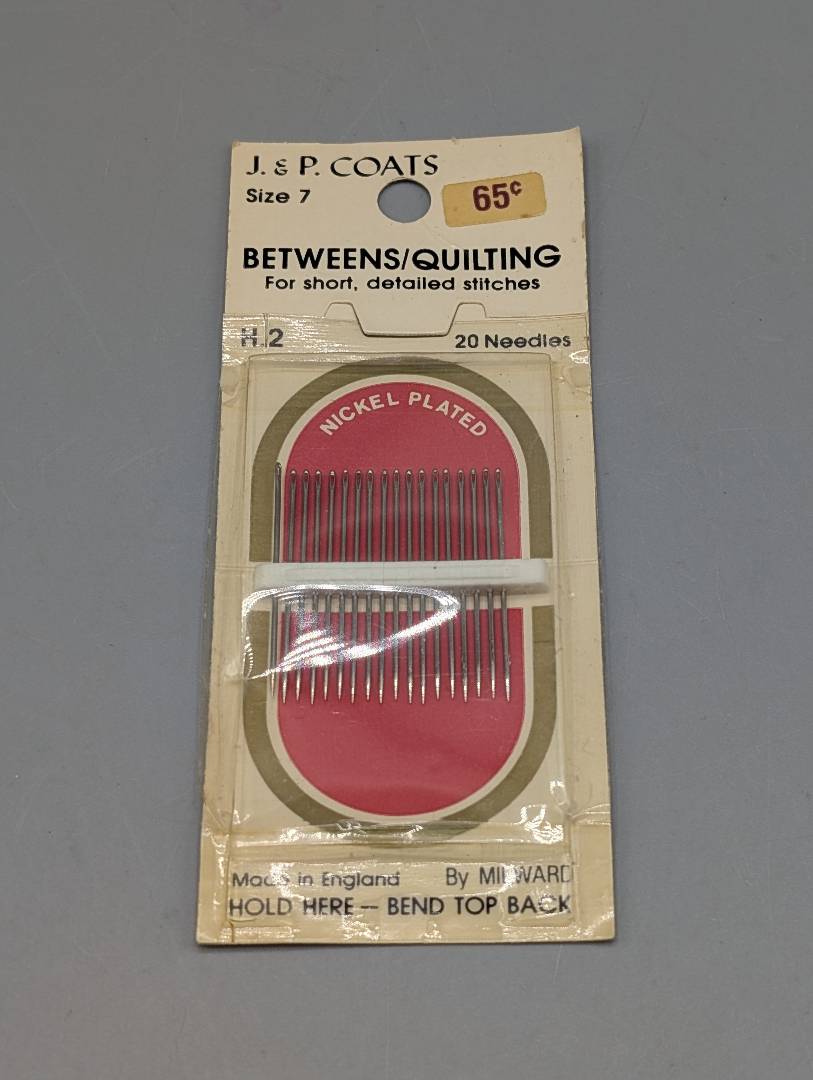 J. & P. COATS
Size 7
65¢
BETWEENS/QUILTING
For short, detailed stitches
H.2
20 Needles
NICKEL PLATED
Made in England
By MILWARD
HOLD HERE — BEND TOP BACK